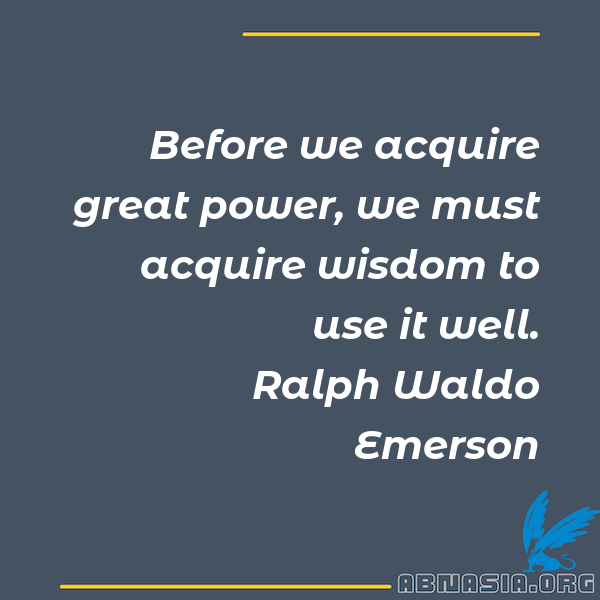 Before we acquire
great power, we must
acquire wisdom to
use it well.
Ralph Waldo
Emerson
ABNASIA.ORG